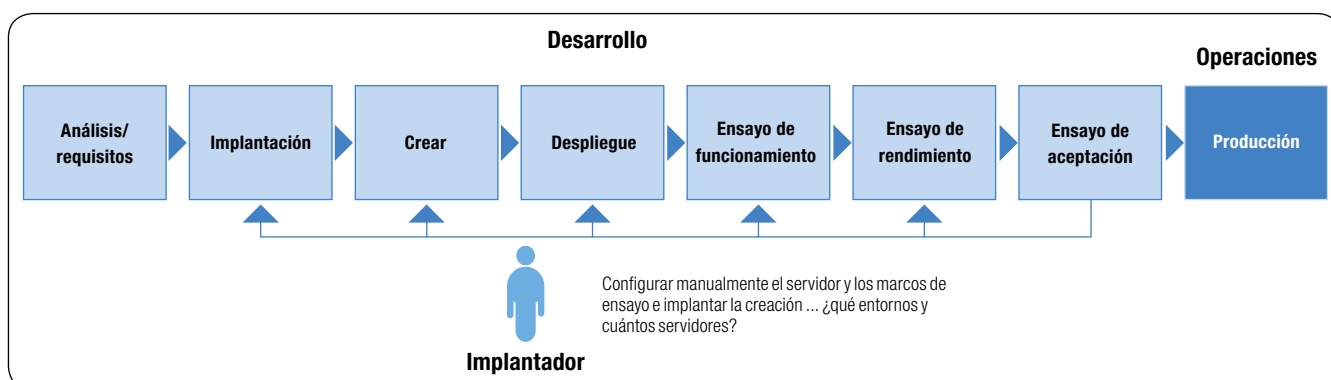 Desarrollo
Operaciones
Análisis/
requisitos
Implantación
Crear
Despliegue
Ensayo de
funcionamiento
Ensayo de
rendimiento
Ensayo de
aceptación
Producción
Configurar manualmente el servidor y los marcos de
ensayo e implantar la creación ... ¿qué entornos y
cuántos servidores?
Implantador